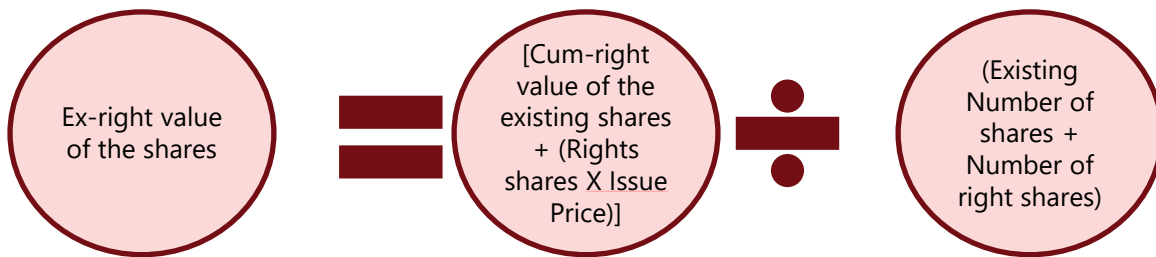 Ex-right value
of the shares
[Cum-right
value of the
existing shares
+ (Rights
shares X Issue
Price)]
(Existing
Number of
shares +
Number of
right shares)